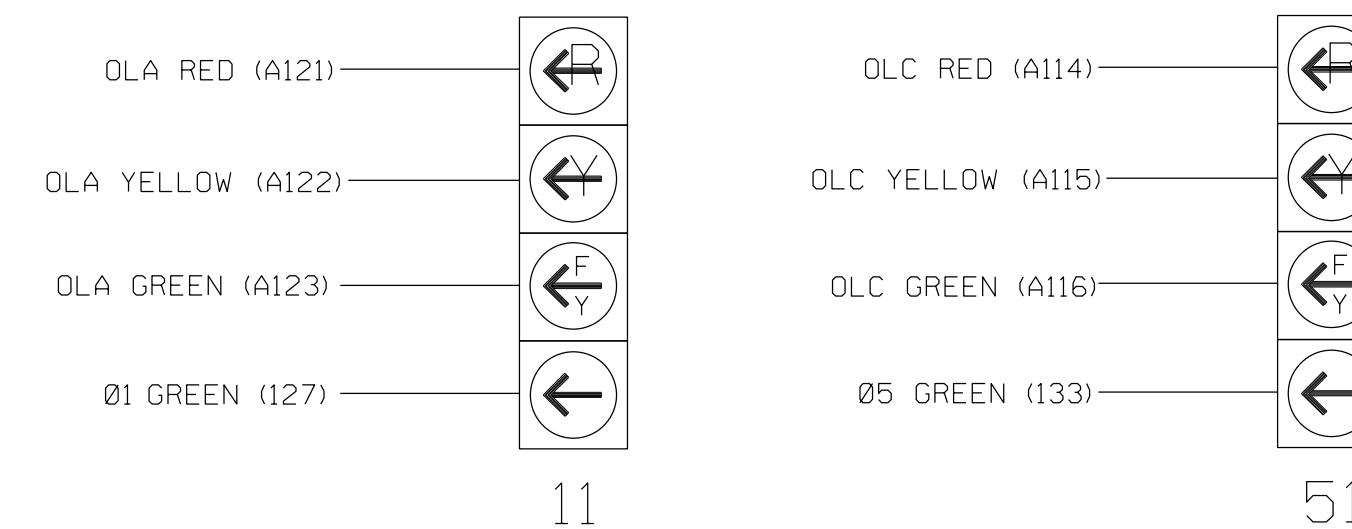 OLA RED (A121)
R
OLA YELLOW (A122)
Y
OLA GREEN (A123)
F
Y
Ø1 GREEN (127)
11
OLC RED (A114)
R
OLC YELLOW (A115)
Y
OLC GREEN (A116)
F
Y
Ø5 GREEN (133)
51